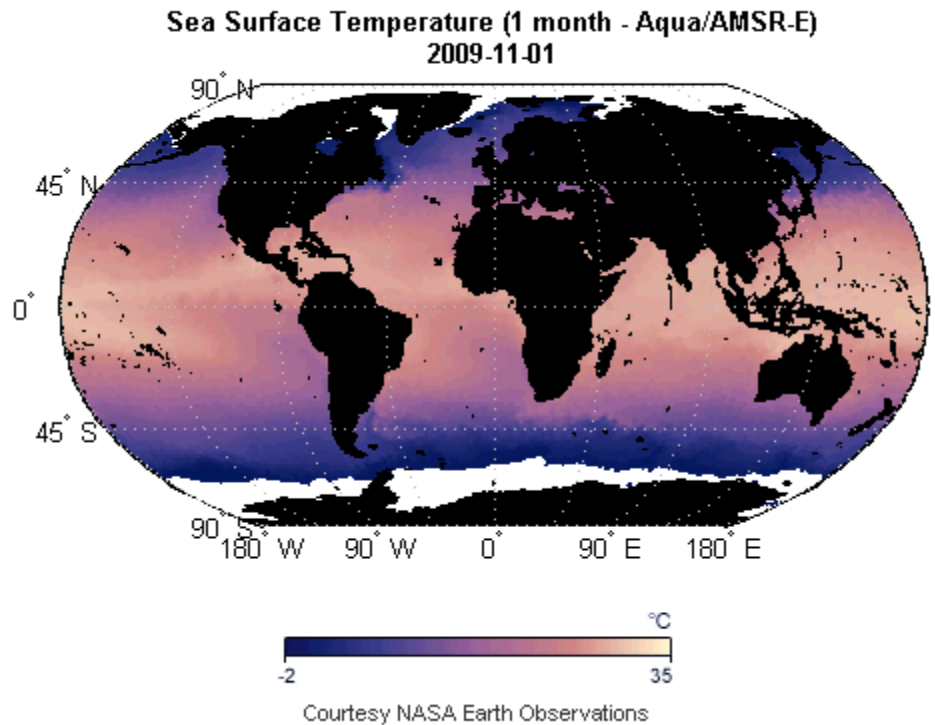 Sea Surface Temperature (1 month - Aqua/AMSR-E)
2009-11-01
90° N
45° N
0°
45° S
90° S
180° W 90° W 0° 90° E 180° E
°C
-2 35
Courtesy NASA Earth Observations